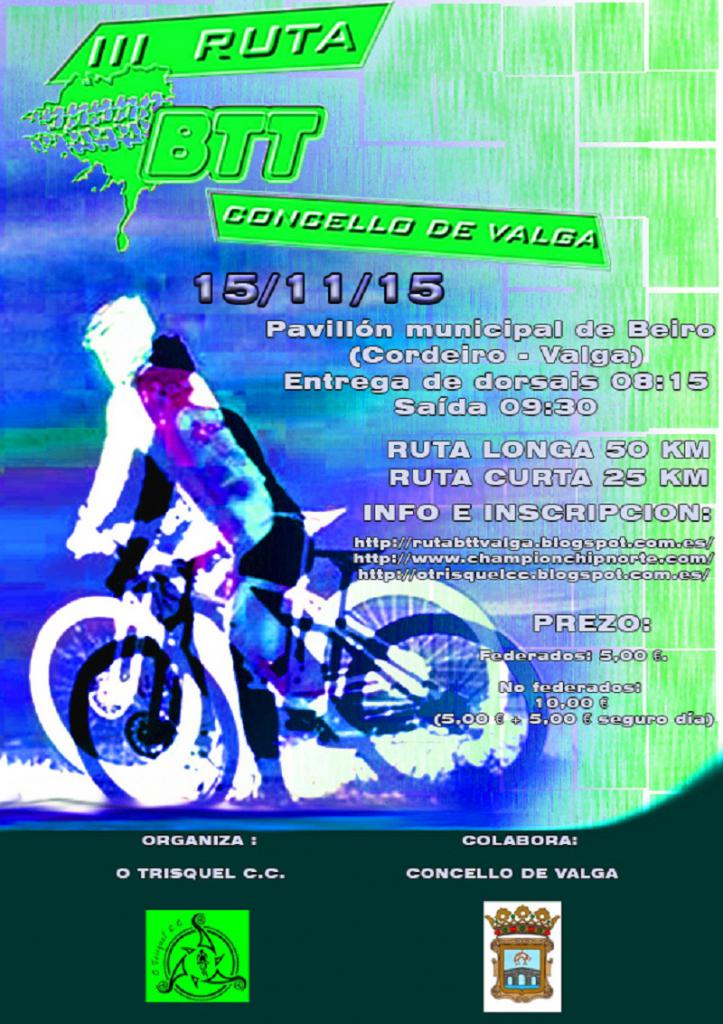 III RUTA
BTT
CONCELLO DE VALGA
15/11/15
Pavillón municipal de Beiro
(Cordeiro - Valga)
Entrega de dorsais 08:15
Saída 09:30
RUTA LONGA 50 KM
RUTA CURTA 25 KM
INFO E INSCRIPCION:
http://rutabttvalga.blogspot.com.es/
http://www.championchipnorte.com/
http://otrisquelcc.blogspot.com.es/
PREZO:
Federados: 5,00 €.
No federados:
10,00 €
(5,00 € + 5,00 € seguro día)
ORGANIZA :
O TRISQUEL C.C.
COLABORA:
CONCELLO DE VALGA
O Trisquel C.C.